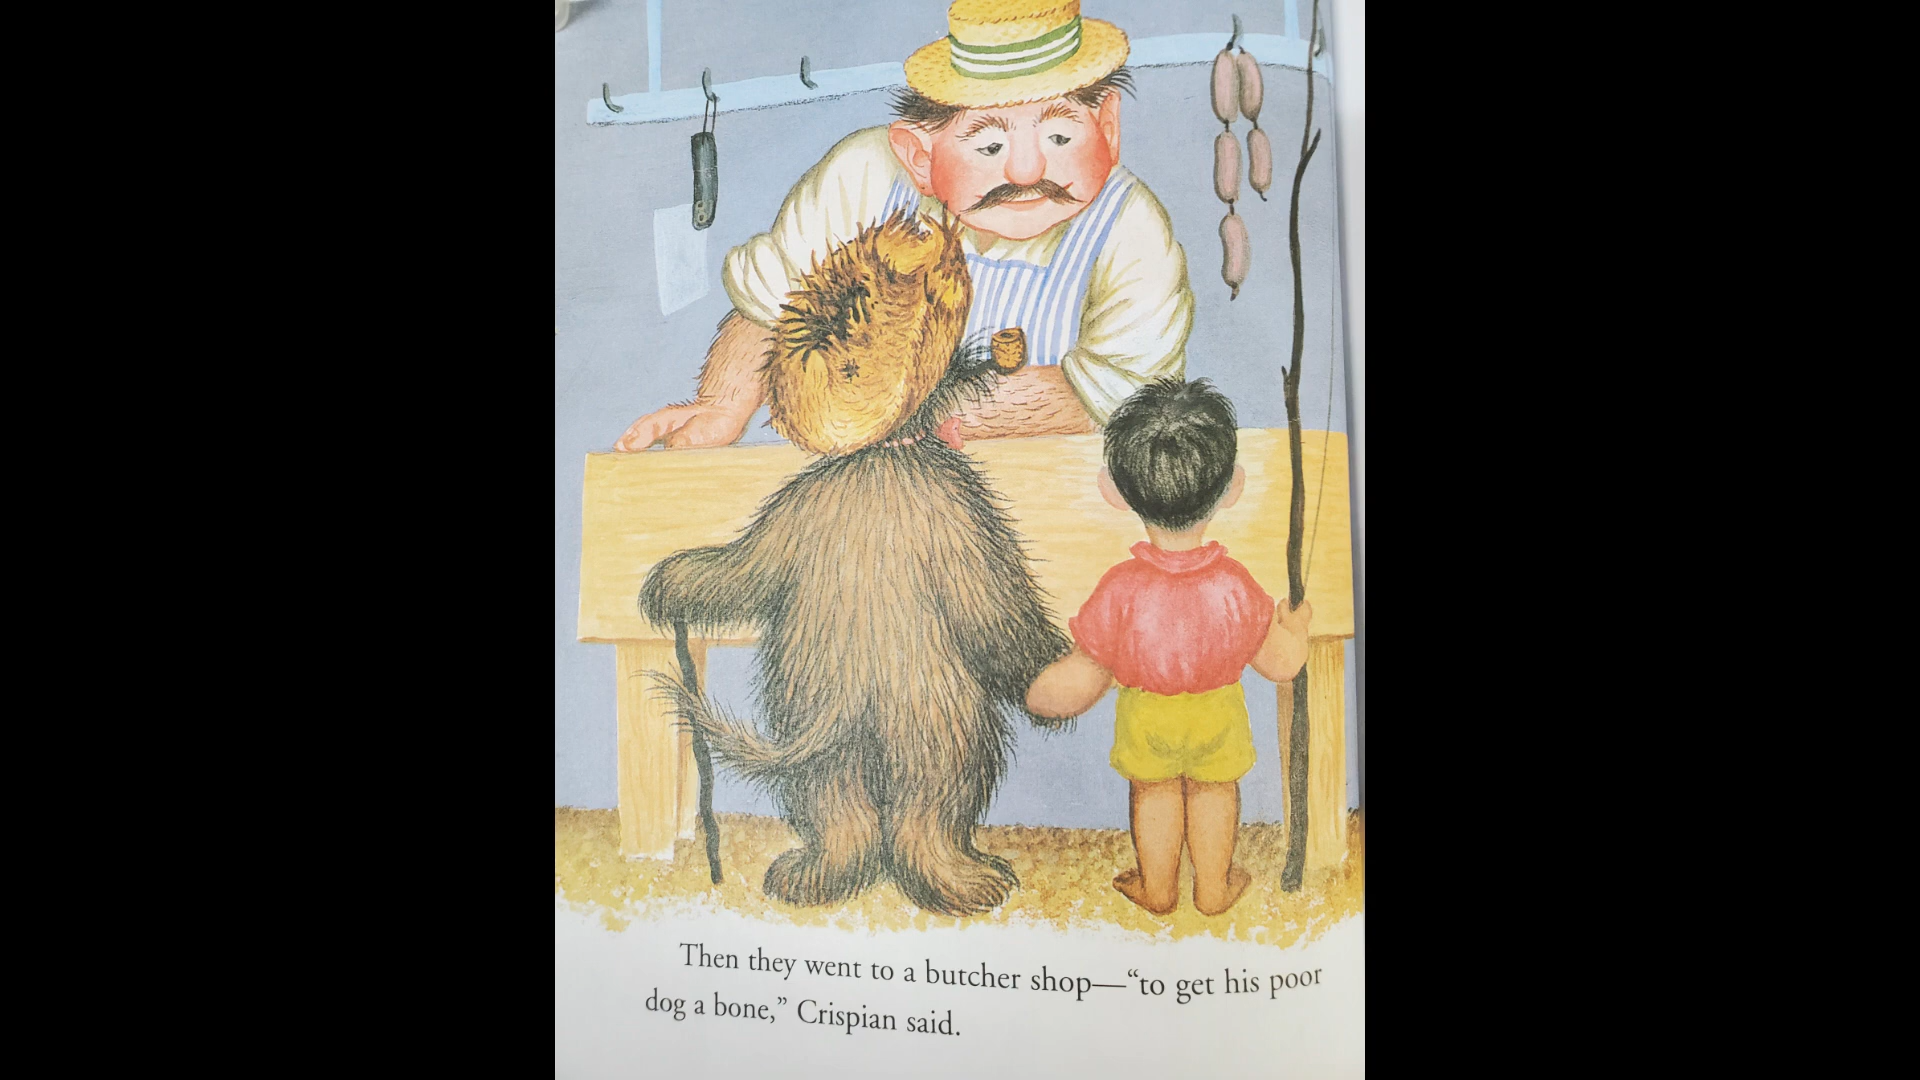 Then they went to a butcher shop—“to get his poor
dog a bone,” Crispian said.